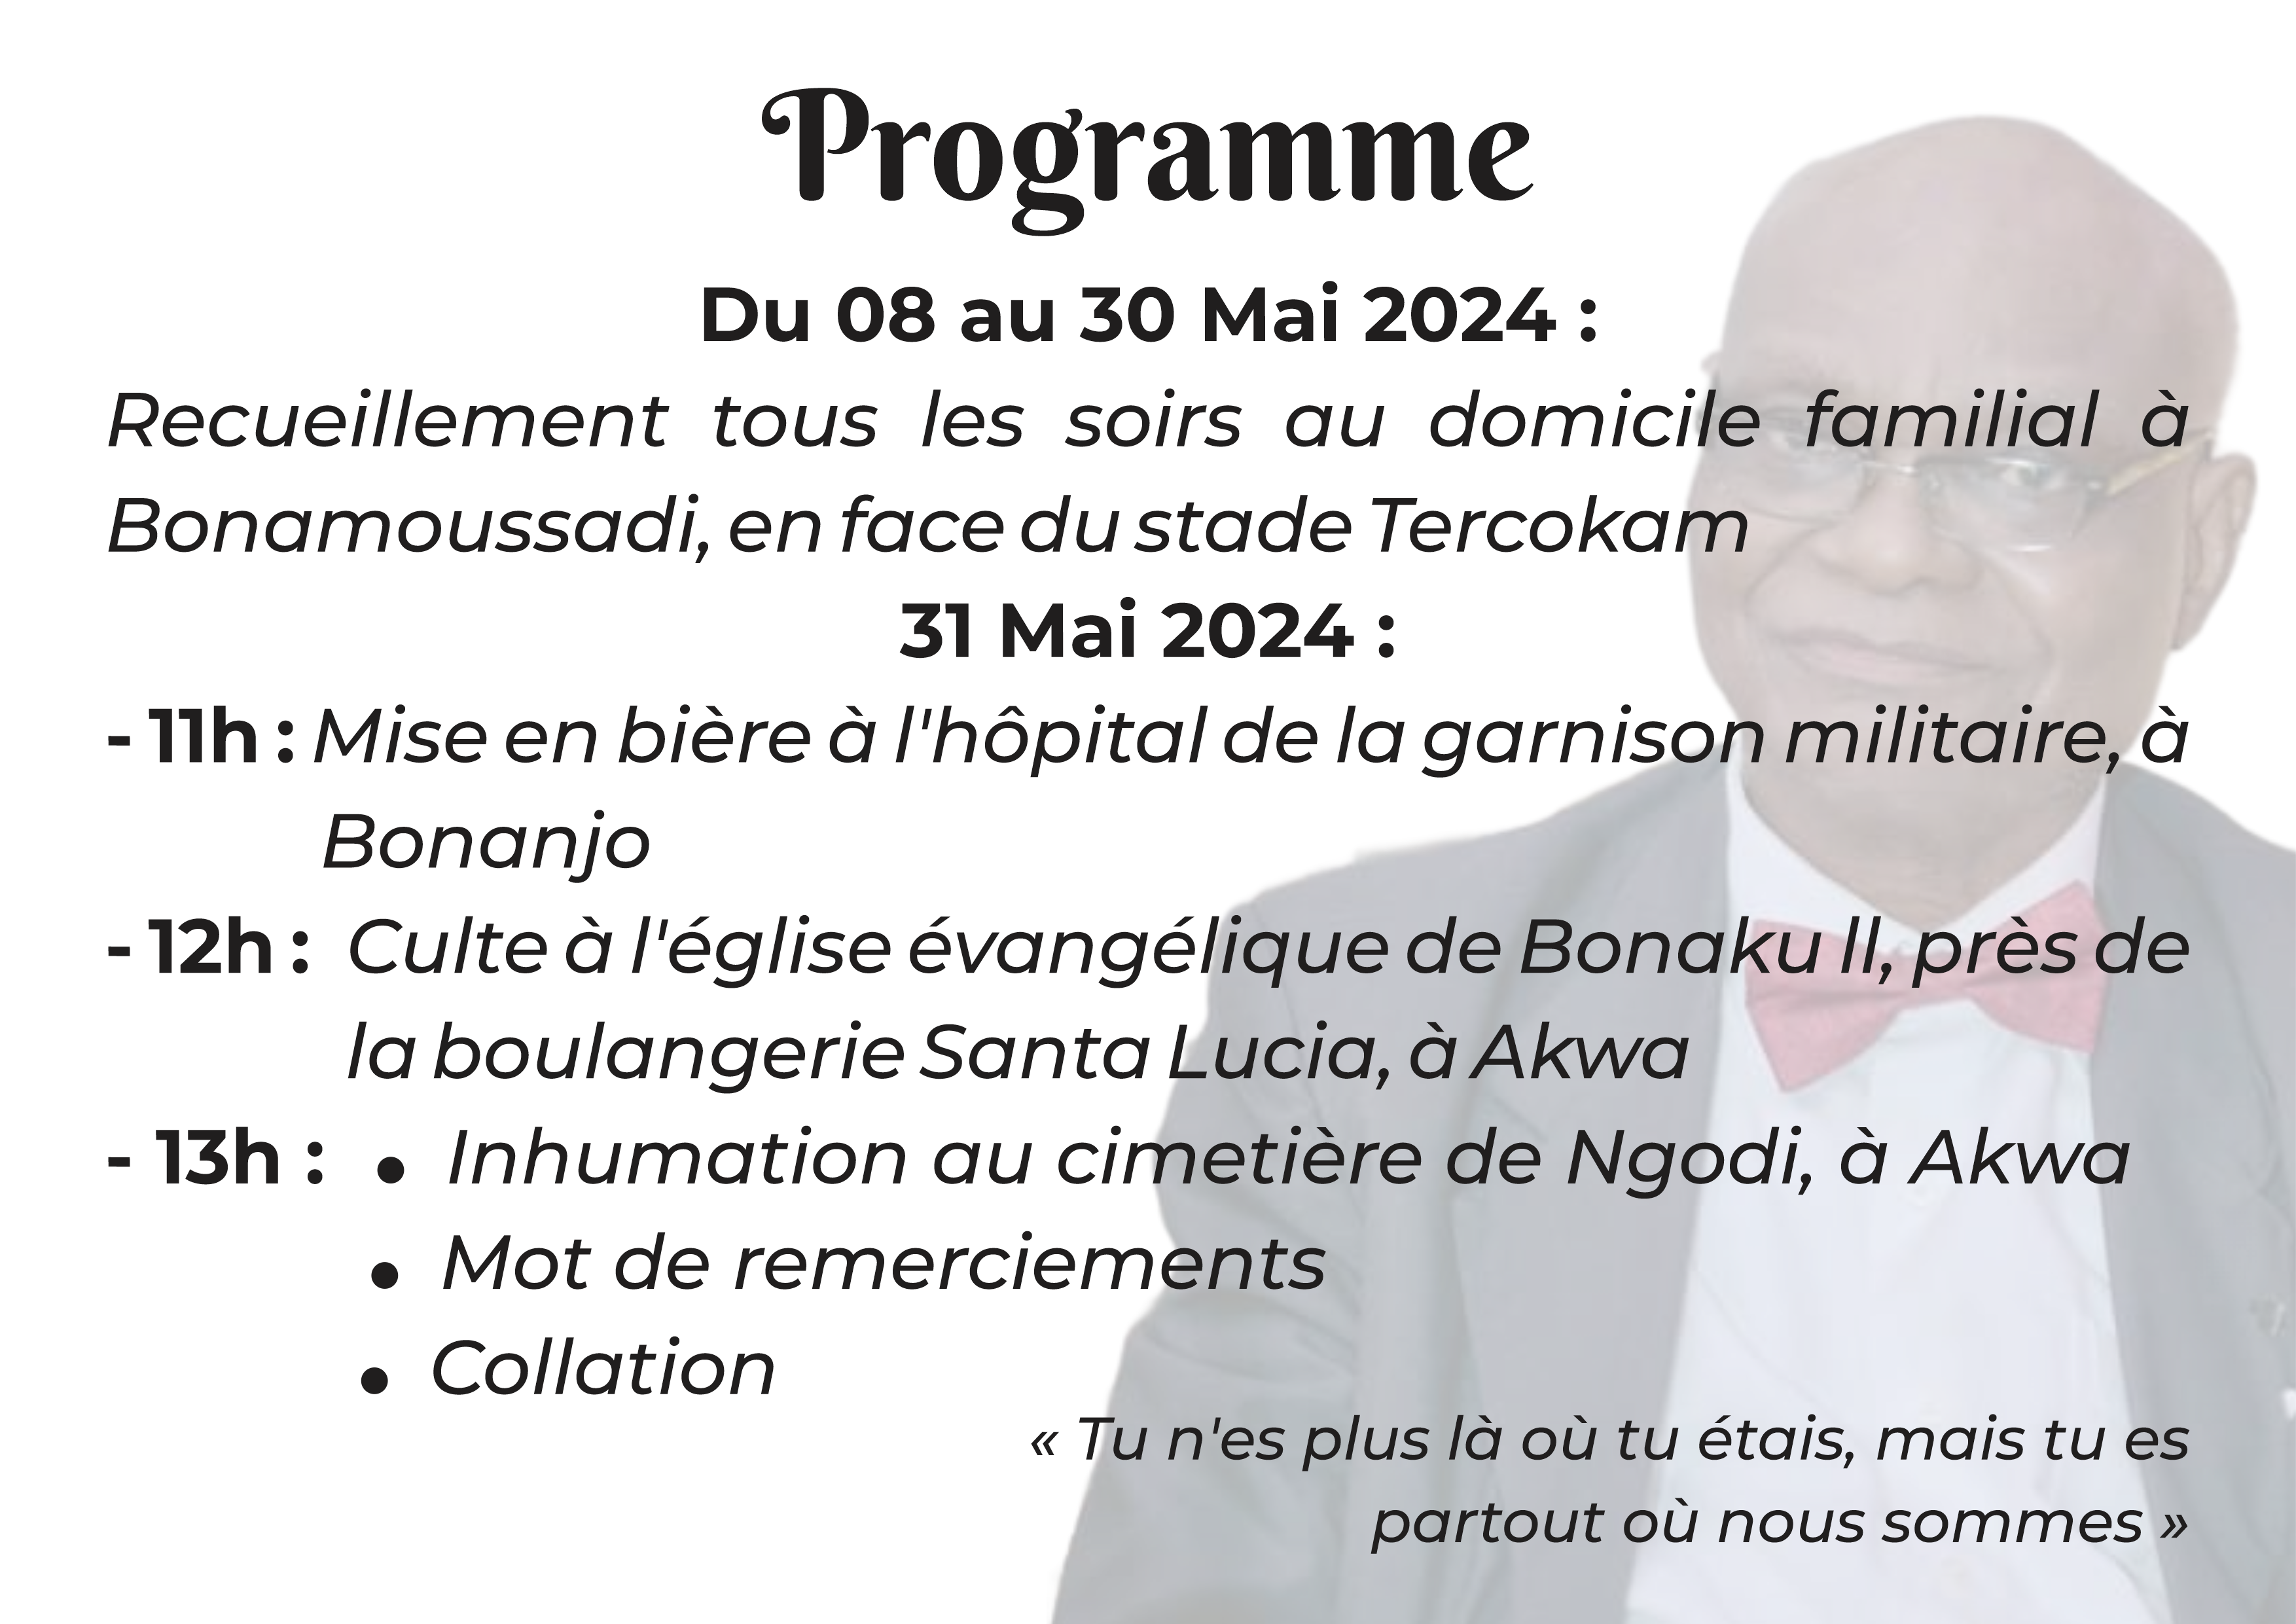 Programme
Du 08 au 30 Mai 2024 :
Recueillement tous les soirs au domicile familial à
Bonamoussadi, en face du stade Tercokam
31 Mai 2024 :
- 11h : Mise en bière à l'hôpital de la garnison militaire, à
Bonanjo
- 12h : Culte à l'église évangélique de Bonaku ll, près de
la boulangerie Santa Lucia, à Akwa
- 13h : • Inhumation au cimetière de Ngodi, à Akwa
• Mot de remerciements
• Collation
« Tu n'es plus là où tu étais, mais tu es
partout où nous sommes »